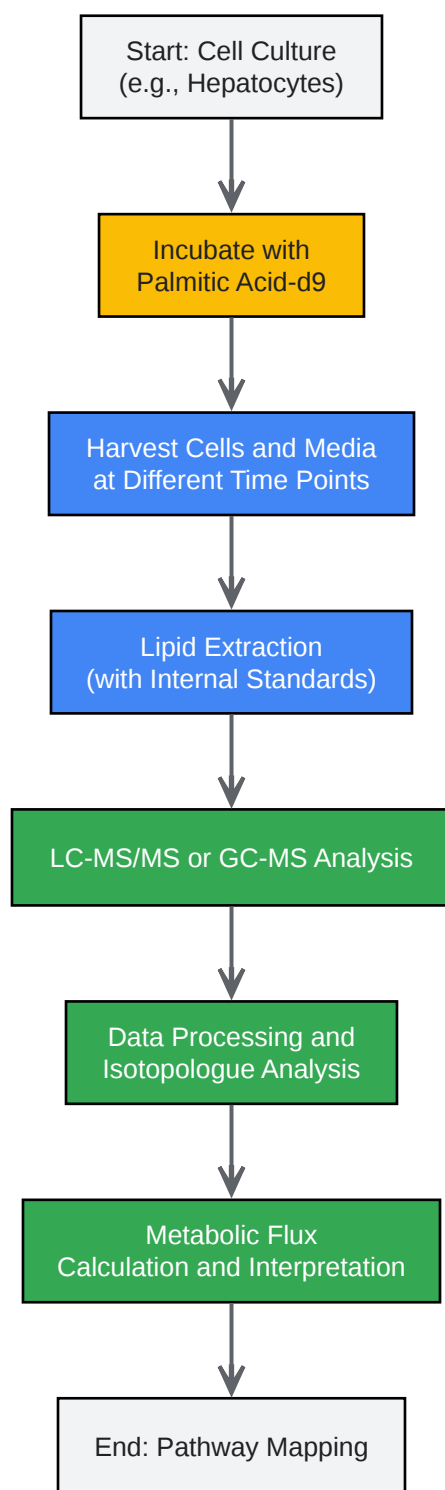 Start: Cell Culture
(e.g., Hepatocytes)
Incubate with
Palmitic Acid-d9
Harvest Cells and Media
at Different Time Points
Lipid Extraction
(with Internal Standards)
LC-MS/MS or GC-MS Analysis
Data Processing and
Isotopologue Analysis
Metabolic Flux
Calculation and Interpretation
End: Pathway Mapping